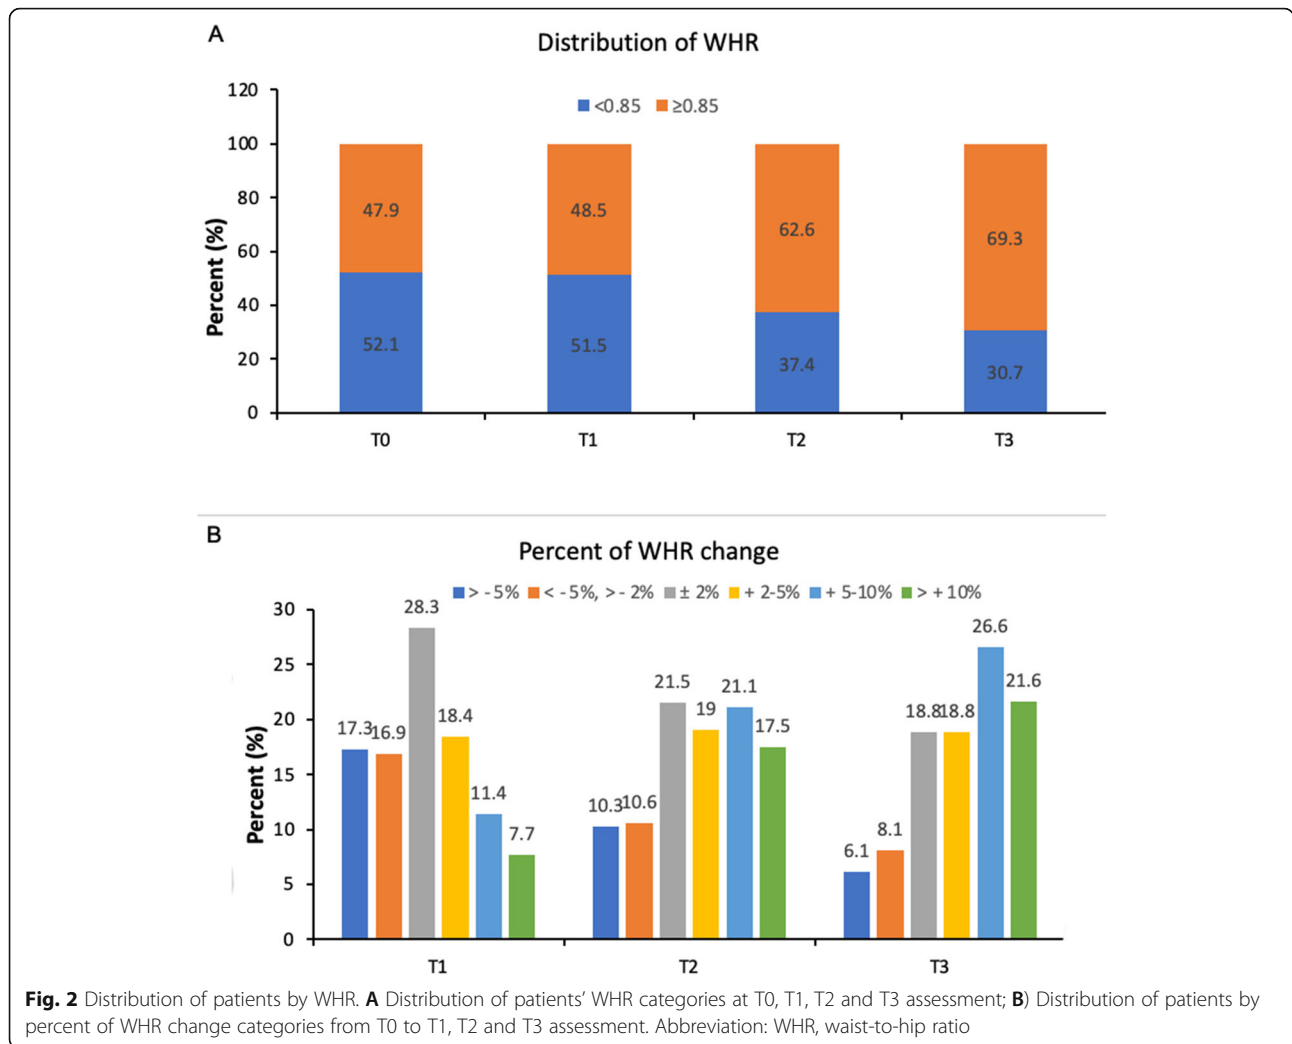 A
Distribution of WHR
<0.85 ≥0.85
Percent (%)
120
100
80
60
40
20
0
47.9 48.5 62.6 69.3
52.1 51.5 37.4 30.7
T0 T1 T2 T3
B
Percent of WHR change
> - 5% < - 5%, > - 2% ± 2% + 2-5% + 5-10% > + 10%
Percent (%)
30
25
20
15
10
5
0
17.3 16.9 28.3 18.4 11.4 7.7
10.3 10.6 21.5 19 21.1 17.5
6.1 8.1 18.8 18.8 26.6 21.6
T1 T2 T3
Fig. 2 Distribution of patients by WHR. A Distribution of patients' WHR categories at T0, T1, T2 and T3 assessment; B) Distribution of patients by
percent of WHR change categories from T0 to T1, T2 and T3 assessment. Abbreviation: WHR, waist-to-hip ratio